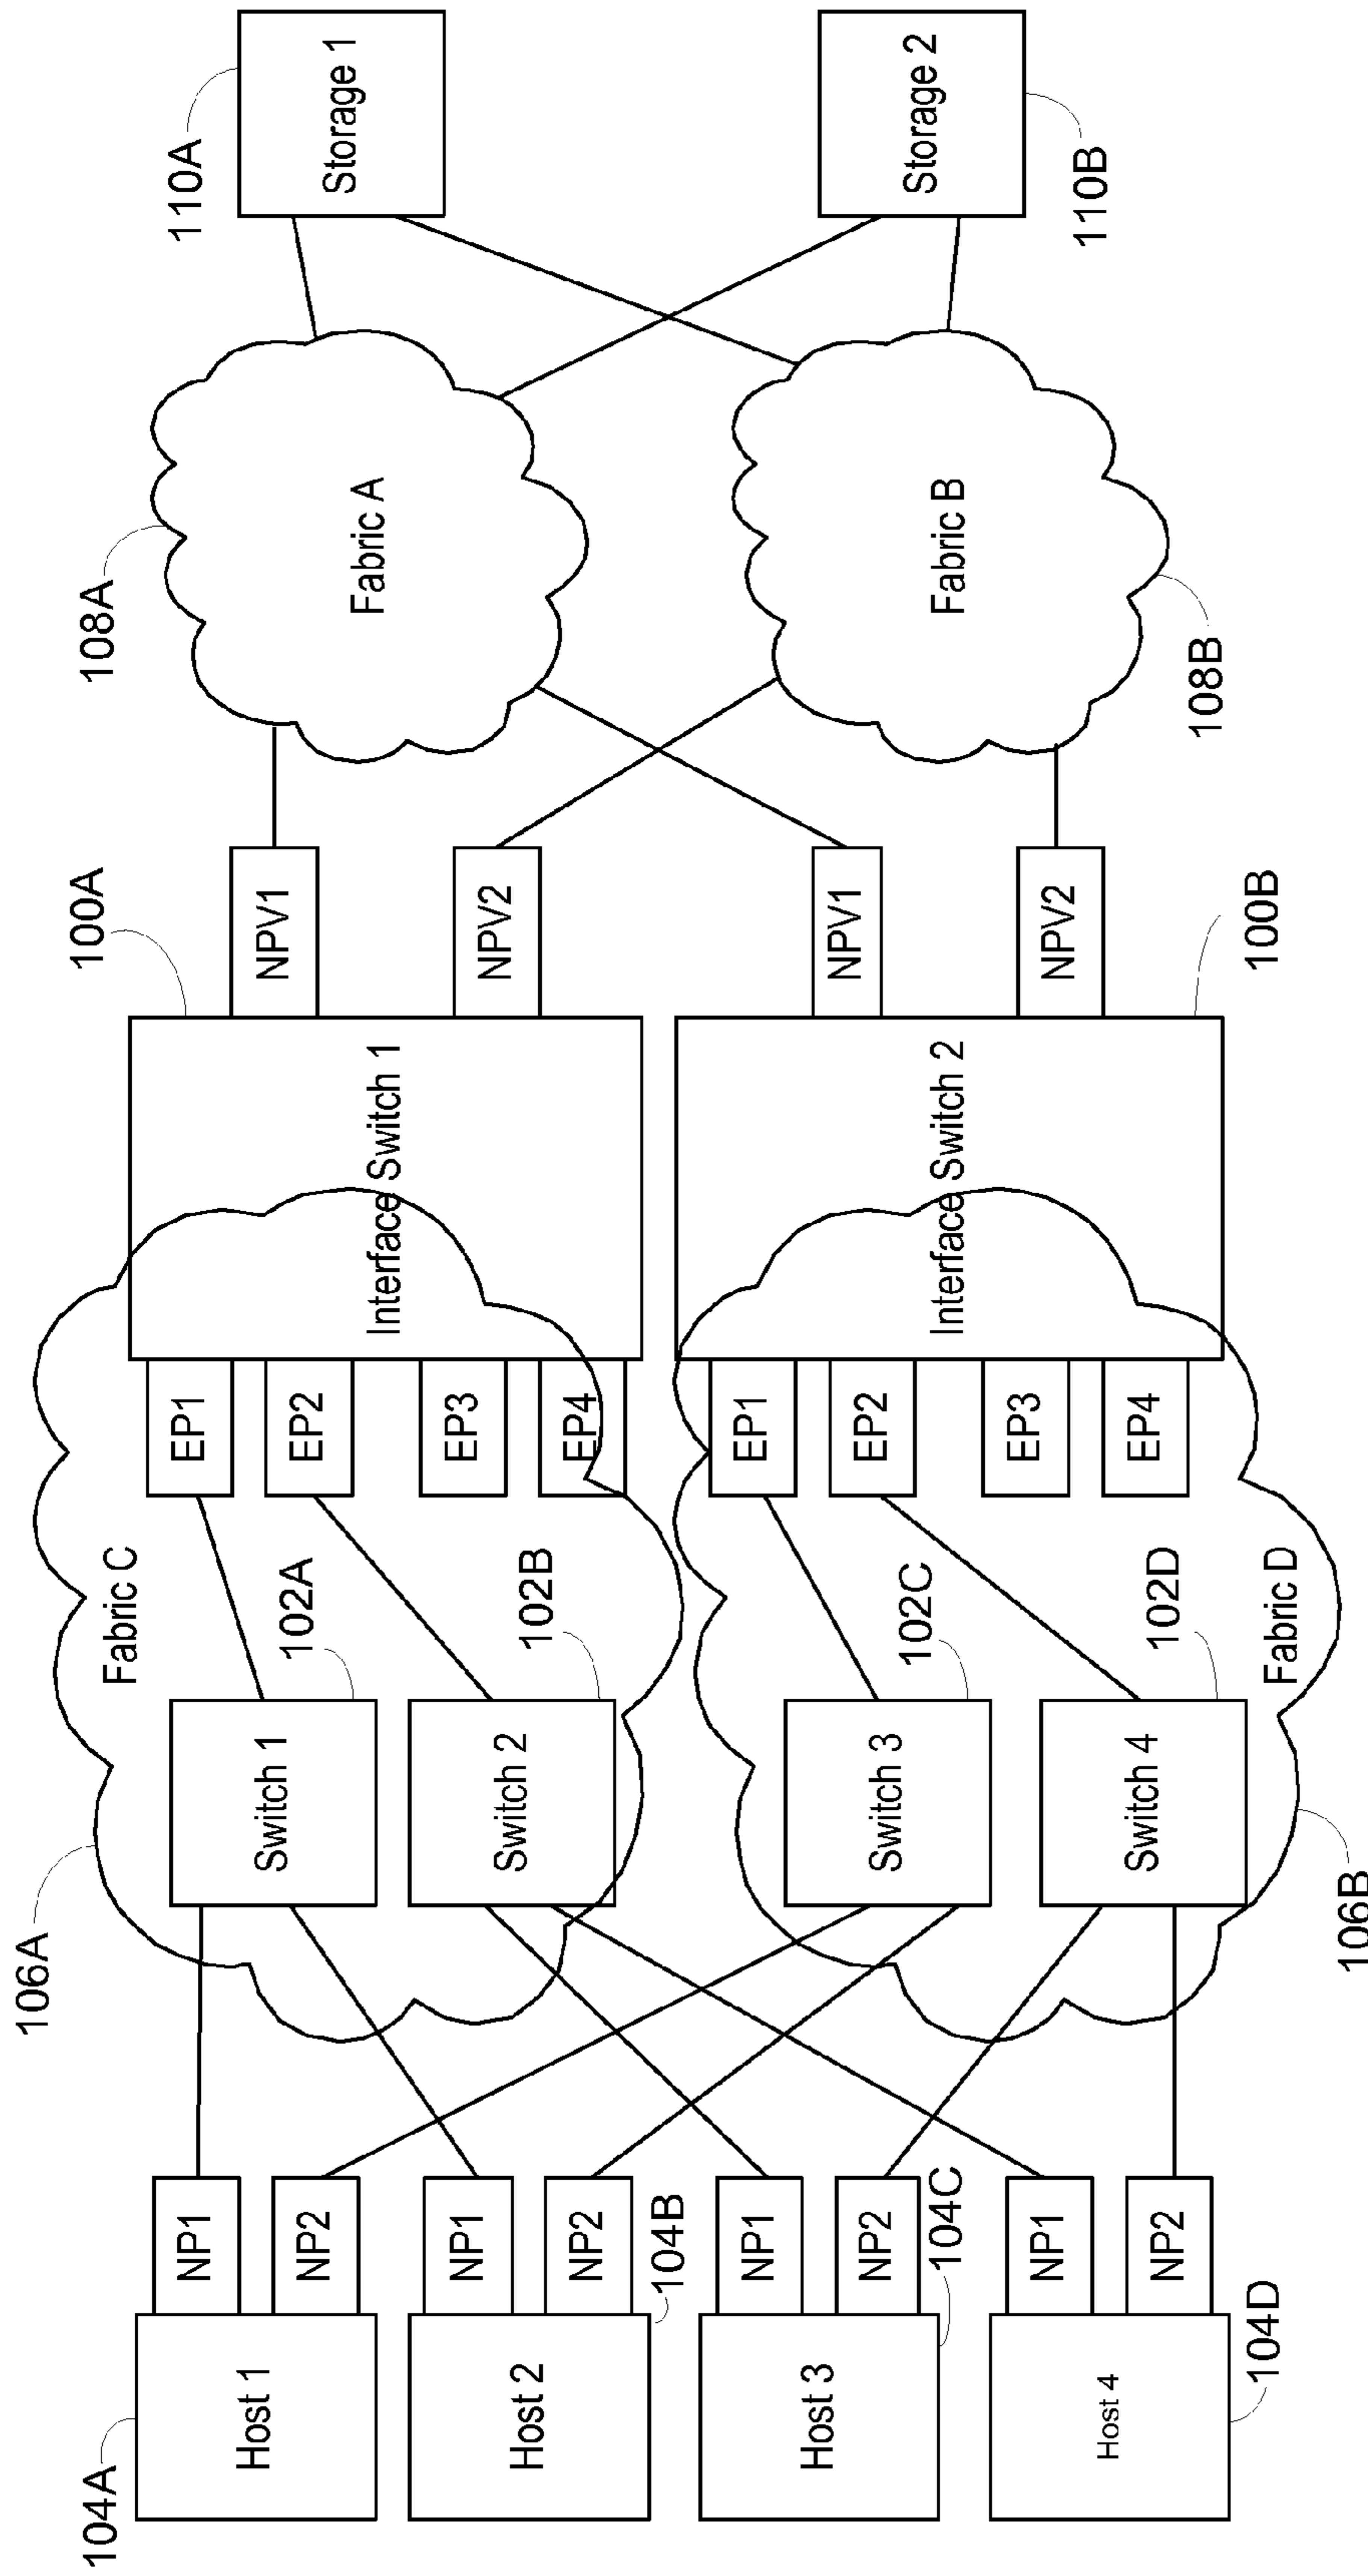 104A
Host 1
NP1
NP2
Host 2
NP1
NP2
104B
Host 3
NP1
NP2
104C
Host 4
NP1
NP2
104D
106A
Fabric C
Switch 1
102A
Switch 2
102B
Switch 3
102C
Switch 4
102D
Fabric D
106B
EP1
EP2
EP3
EP4
Interface Switch 1
100A
NPV1
NPV2
EP1
EP2
EP3
EP4
Interface Switch 2
100B
NPV1
NPV2
108A
Fabric A
Fabric B
108B
110A
Storage 1
Storage 2
110B